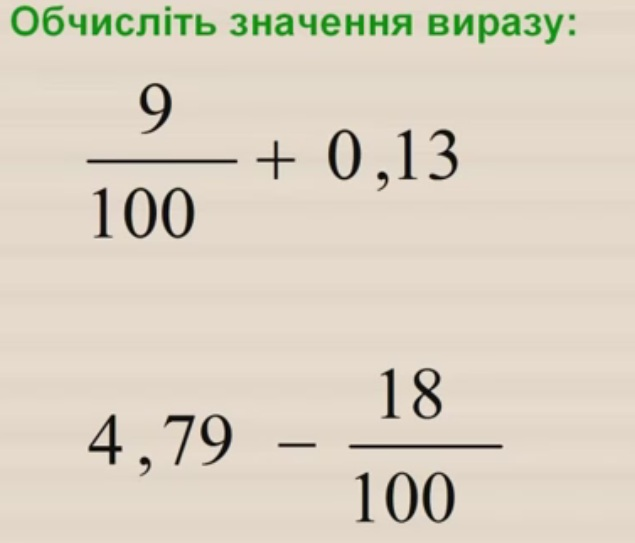 Обчисліть значення виразу:
9/100 + 0,13
4,79 – 18/100